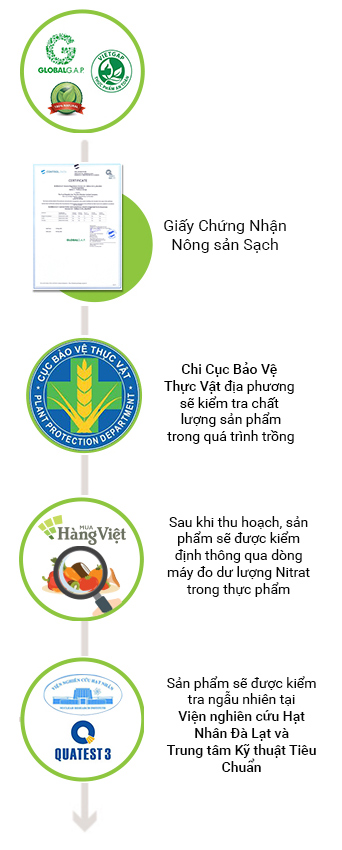 GLOBALG.A.P.
VIETGAP
THỰC PHẨM AN TOÀN
100% NATURAL
CERTIFICATE
GLOBALG.A.P.
Giấy Chứng Nhận
Nông sản Sạch
CỤC BẢO VỆ THỰC VẬT
PLANT PROTECTION DEPARTMENT
Chi Cục Bảo Vệ
Thực Vật địa phương
sẽ kiểm tra chất
lượng sản phẩm
trong quá trình trồng
MUA
HàngViệt
Sau khi thu hoạch, sản
phẩm sẽ được kiểm
định thông qua dòng
máy đo dư lượng Nitrat
trong thực phẩm
VIỆN NGHIÊN CỨU HẠT NHÂN
NUCLEAR RESEARCH INSTITUTE
QUATEST 3
Sản phẩm sẽ được kiểm
tra ngẫu nhiên tại
Viện nghiên cứu Hạt
Nhân Đà Lạt và
Trung tâm Kỹ thuật Tiêu
Chuẩn